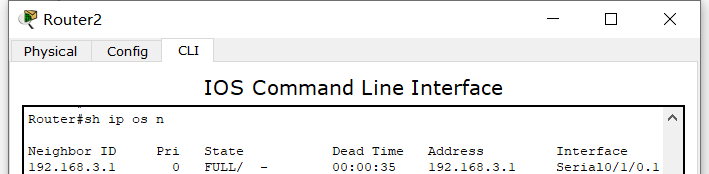 Router2
Physical Config CLI
IOS Command Line Interface
Router#sh ip os n
Neighbor ID Pri State Dead Time Address Interface
192.168.3.1 0 FULL/ - 00:00:35 192.168.3.1 Serial0/1/0.1